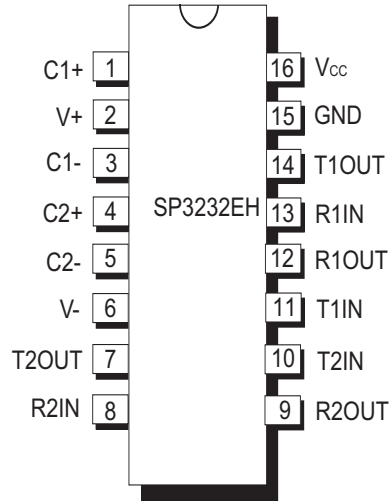 C1+ 1 16 Vcc
V+ 2 15 GND
C1- 3 14 T1OUT
C2+ 4 SP3232EH 13 R1IN
C2- 5 12 R1OUT
V- 6 11 T1IN
T2OUT 7 10 T2IN
R2IN 8 9 R2OUT